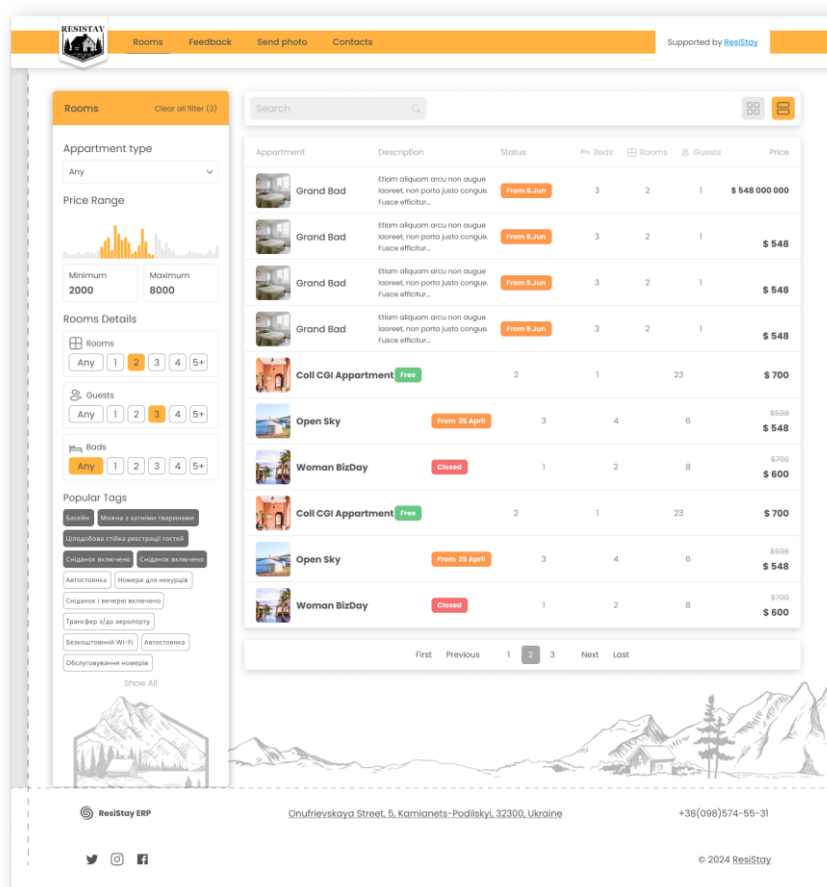 RESISTAY
Rooms Feedback Send photo Contacts Supported by ResiStay
Rooms Clear all filter (3)
Appartment type
Any
Price Range
Minimum Maximum
2000 8000
Rooms Details
Rooms
Any 1 2 3 4 5+
Guests
Any 1 2 3 4 5+
Bads
Any 1 2 3 4 5+
Popular Tags
Басейн Можна з хатніми тваринами
Цілодобова стійка реєстрації гостей
Сніданок включено Сніданок включено
Автостоянка Номери для некурців
Сніданок і вечерю включено
Трансфер з/до аеропорту
Безкоштовний Wi-Fi Автостоянка
Обслуговування номерів
Show All
Search
Appartment Description Status Beds Rooms Guests Price
Etiam aliquam arcu non augue
Grand Bad laoreet, non porta justo congue. From 9.Jun 3 2 1 $ 548 000 000
Fusce efficitur...
Etiam aliquam arcu non augue
Grand Bad laoreet, non porta justo congue. From 9.Jun 3 2 1
Fusce efficitur... $ 548
Etiam aliquam arcu non augue
Grand Bad laoreet, non porta justo congue. From 9.Jun 3 2 1
Fusce efficitur... $ 548
Etiam aliquam arcu non augue
Grand Bad laoreet, non porta justo congue. From 9.Jun 3 2 1
Fusce efficitur... $ 548
Coll CGI Appartment Free 2 1 23 $ 700
$598
Open Sky From 25 April 3 4 6
$ 548
$700
Woman BizDay Closed 1 2 8
$ 600
Coll CGI Appartment Free 2 1 23 $ 700
$598
Open Sky From 25 April 3 4 6
$ 548
$700
Woman BizDay Closed 1 2 8
$ 600
First Previous 1 2 3 Next Last
ResiStay ERP Onufrievskaya Street, 5, Kamianets-Podilskyi, 32300, Ukraine +38(098)574-55-31
© 2024 ResiStay